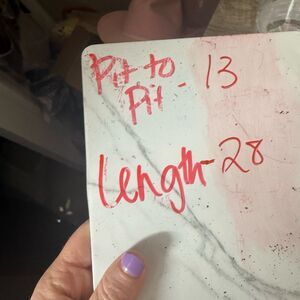 Pit to
Pit - 13
length - 28